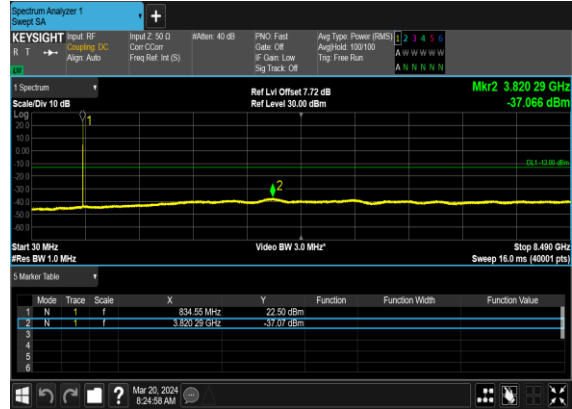 Spectrum Analyzer 1
Swept SA
+
KEYSIGHT
R T
Input: RF
Coupling: DC
Align: Auto
Input Z: 50 Ω
Corr CCorr
Freq Ref: Int (S)
#Atten: 40 dB
PNO: Fast
Gate: Off
IF Gain: Low
Sig Track: Off
Avg Type: Power (RMS)
Avg|Hold: 100/100
Trig: Free Run
1 2 3 4 5 6
A W W W W W
A N N N N N
1 Spectrum
Scale/Div 10 dB
Ref Lvl Offset 7.72 dB
Ref Level 30.00 dBm
Mkr2 3.820 29 GHz
-37.066 dBm
Log
20.0
10.0
0.00
-10.0
-20.0
-30.0
-40.0
-50.0
-60.0
1
2
DL1 -13.00 dBm
Start 30 MHz
#Res BW 1.0 MHz
Video BW 3.0 MHz*
Stop 8.490 GHz
Sweep 16.0 ms (40001 pts)
5 Marker Table
Mode Trace Scale X Y Function Function Width Function Value
1 N 1 f 834.55 MHz 22.50 dBm
2 N 1 f 3.820 29 GHz -37.07 dBm
3
4
5
6
?
Mar 20, 2024
8:24:58 AM